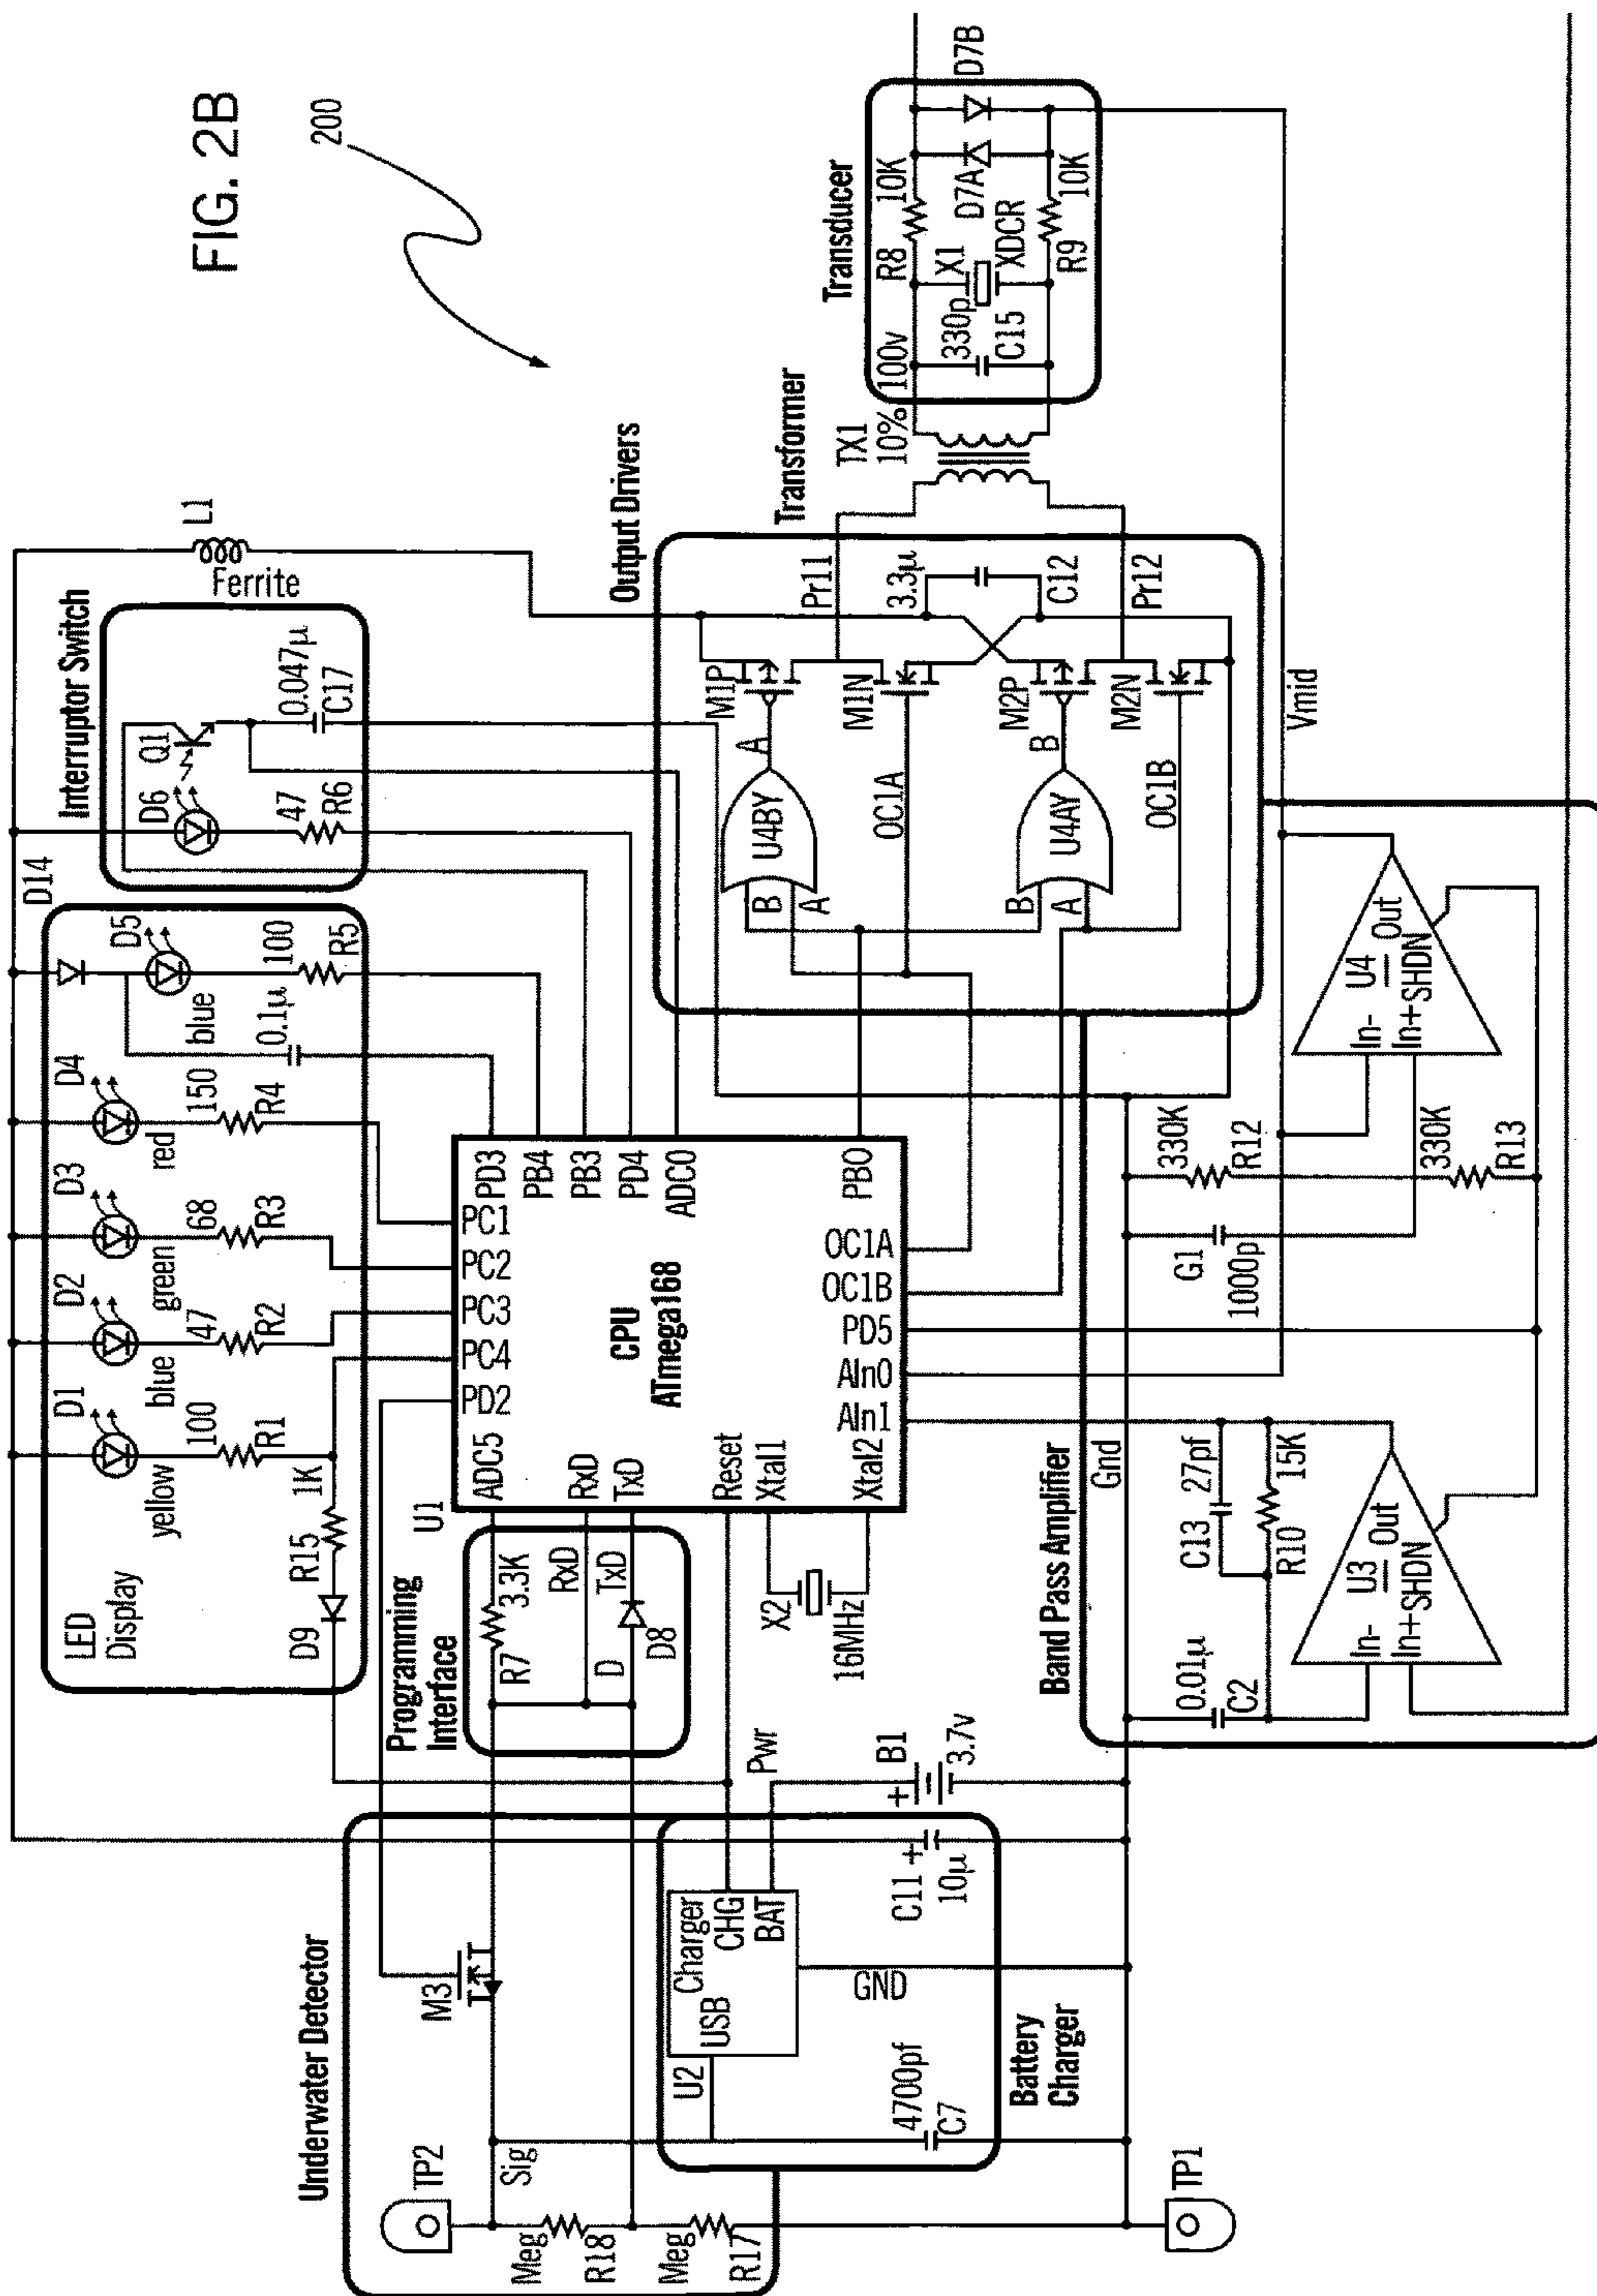 FIG. 2B
200
Interruptor Switch
L1
Ferrite
D14
D6
Q1
47
R6
0.047µ
C17
LED
Display
D1
yellow
100
R1
D2
blue
47
R2
D3
green
68
R3
D4
red
150
R4
D5
blue
100
R5
0.1µ
1K
R15
D9
Underwater Detector
TP2
Sig
Meg
R18
Meg
R17
TP1
M3
Programming
Interface
R7
3.3K
RxD
TxD
D
D8
U1
CPU
ATmega168
PD2
PC4
PC3
PC2
PC1
PD3
PB4
PB3
PD4
ADC0
PB0
ADC5
RxD
TxD
Reset
Xtal1
Xtal2
AIn1
AIn0
PD5
OC1B
OC1A
X2
16MHz
U2
Charger
USB
CHG
BAT
GND
Battery
Charger
4700pf
C7
C11
+
10µ
Pwr
B1
+
3.7v
Output Drivers
U4BY
B
A
A
M1P
M1N
OC1A
U4AY
B
A
B
M2P
M2N
OC1B
Pr11
3.3µ
C12
Pr12
Transformer
TX1
10%
Transducer
100v
330p
C15
X1
XDCR
R8
10K
R9
10K
D7A
D7B
Vmid
Band Pass Amplifier
Gnd
0.01µ
C2
C13
27pf
R10
15K
In-
In+
U3
Out
SHDN
G1
1000p
330K
R12
330K
R13
In-
In+
U4
Out
SHDN